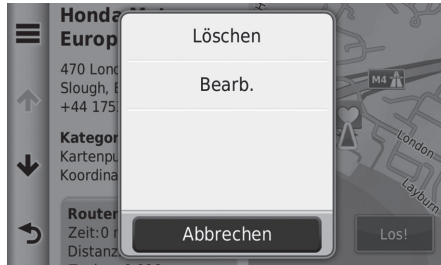 Honda
Europ
Löschen
Bearb.
470 Lond
Slough, E
+44 175
Kategor
Kartenpu
Koordina
Router
Zeit:0
Distanz
Abbrechen
Los!
M4
London
Layburn